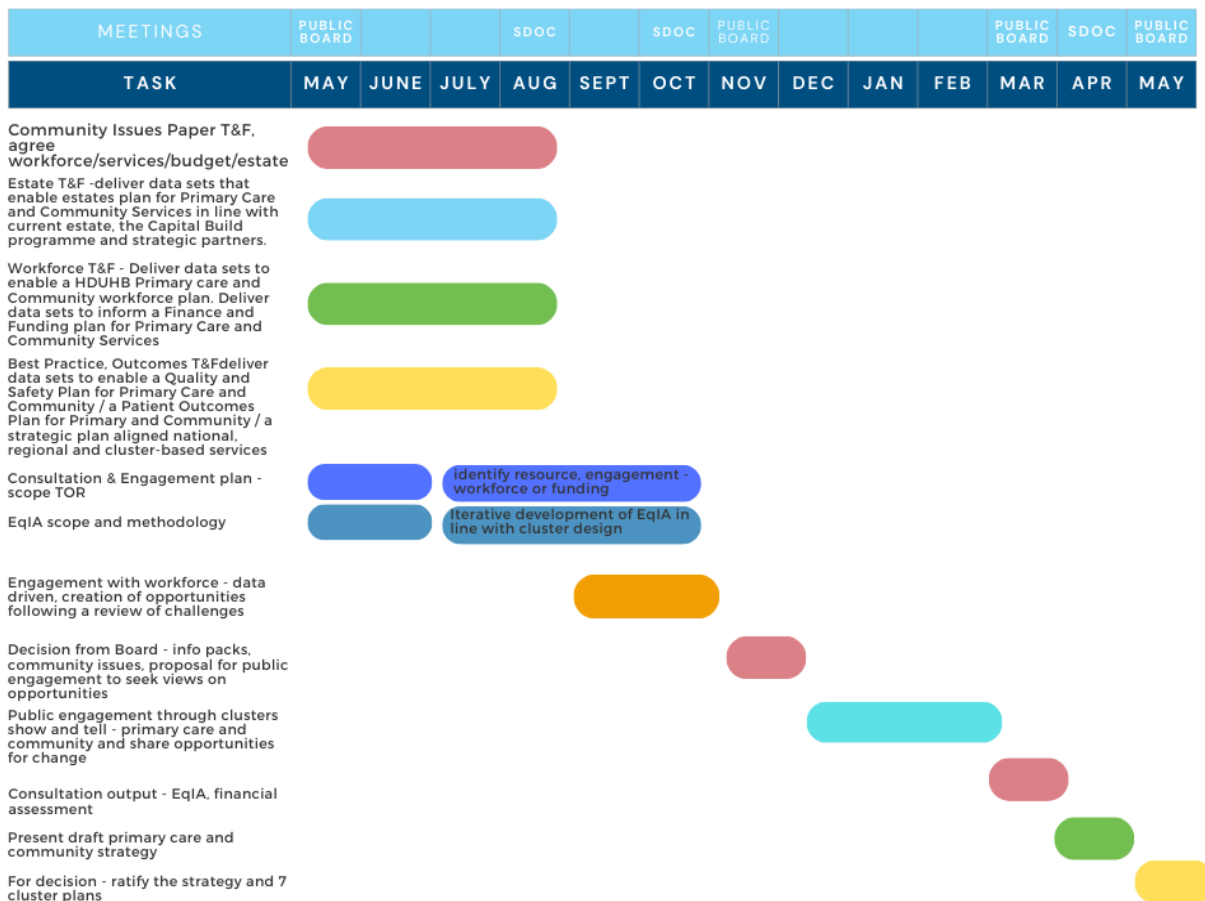 MEETINGS
PUBLIC BOARD
SDOC
SDOC
PUBLIC BOARD
PUBLIC BOARD
SDOC
PUBLIC BOARD
TASK
MAY
JUNE
JULY
AUG
SEPT
OCT
NOV
DEC
JAN
FEB
MAR
APR
MAY
Community Issues Paper T&F,
agree
workforce/services/budget/estate
Estate T&F -deliver data sets that
enable estates plan for Primary Care
and Community Services in line with
current estate, the Capital Build
programme and strategic partners.
Workforce T&F - Deliver data sets to
enable a HDUHB Primary care and
Community workforce plan. Deliver
data sets to inform a Finance and
Funding plan for Primary Care and
Community Services
Best Practice, Outcomes T&Fdeliver
data sets to enable a Quality and
Safety Plan for Primary Care and
Community / a Patient Outcomes
Plan for Primary and Community / a
strategic plan aligned national,
regional and cluster-based services
Consultation & Engagement plan -
scope TOR
identify resource, engagement -
workforce or funding
EqIA scope and methodology
Iterative development of EqIA in
line with cluster design
Engagement with workforce - data
driven, creation of opportunities
following a review of challenges
Decision from Board - info packs,
community issues, proposal for public
engagement to seek views on
opportunities
Public engagement through clusters
show and tell - primary care and
community and share opportunities
for change
Consultation output - EqIA, financial
assessment
Present draft primary care and
community strategy
For decision - ratify the strategy and 7
cluster plans